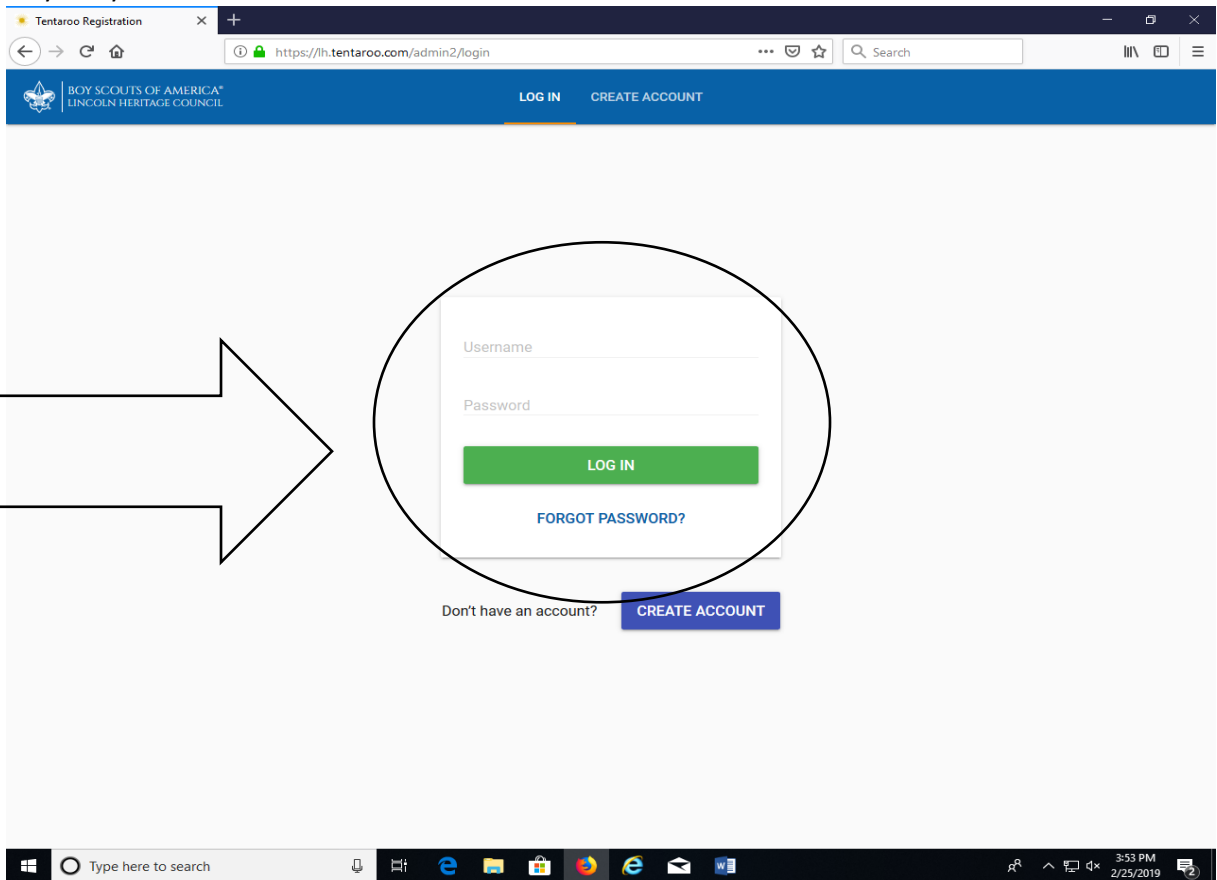 Tentaroo Registration
https://lh.tentaroo.com/admin2/login
Search
BOY SCOUTS OF AMERICA®
LINCOLN HERITAGE COUNCIL
LOG IN CREATE ACCOUNT
Username
Password
LOG IN
FORGOT PASSWORD?
Don't have an account? CREATE ACCOUNT
Type here to search
3:53 PM
2/25/2019